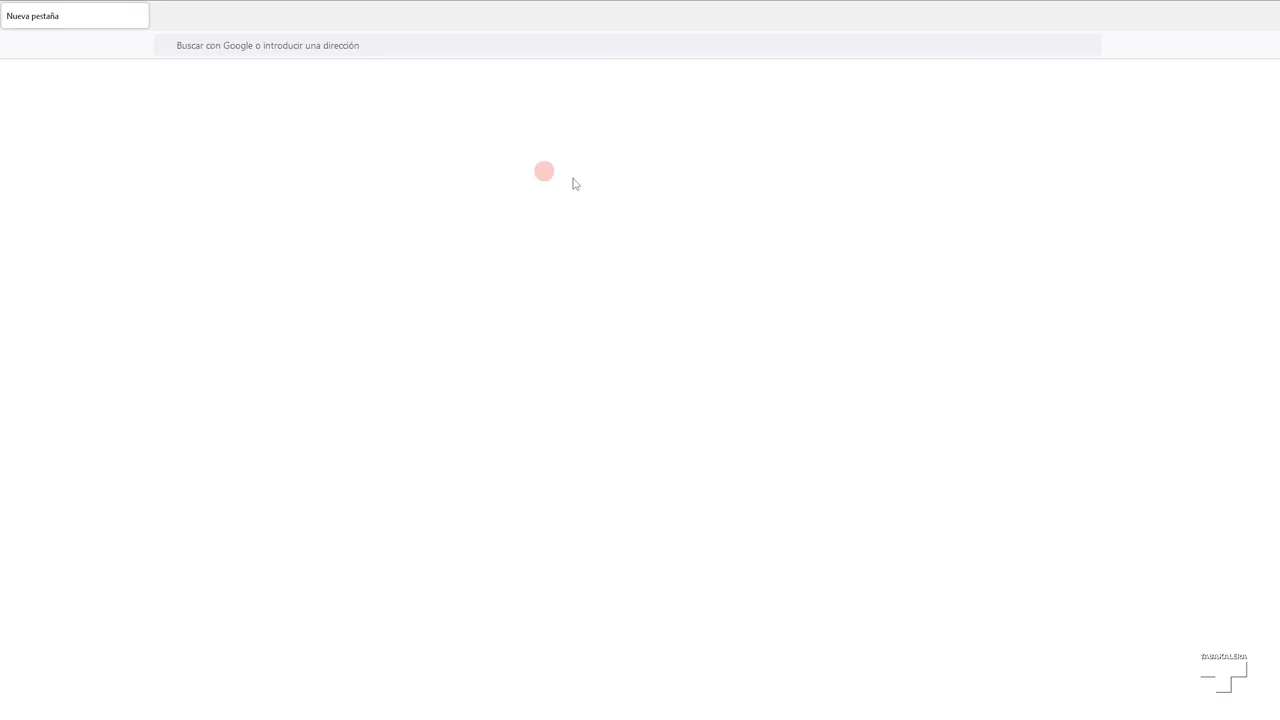 Nueva pestaña
Buscar con Google o introducir una dirección
TABAKALERA